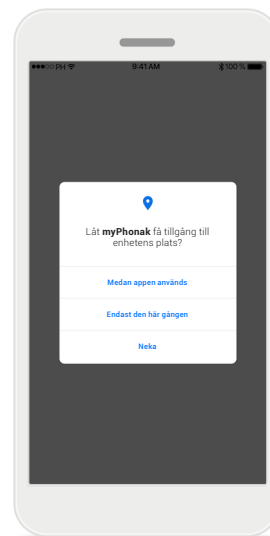 ●●●○○ PH 9:41 AM 100 %
Låt myPhonak få tillgång till
enhetens plats?
Medan appen används
Endast den här gången
Neka